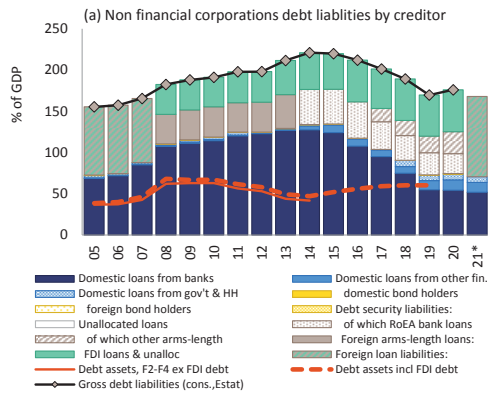 (a) Non financial corporations debt liablities by creditor
% of GDP
250
200
150
100
50
0
05 06 07 08 09 10 11 12 13 14 15 16 17 18 19 20 21*
Domestic loans from banks
Domestic loans from other fin.
Domestic loans from gov't & HH
domestic bond holders
foreign bond holders
Debt security liabilities:
Unallocated loans
of which RoEA bank loans
of which other arms-length
Foreign arms-length loans:
FDI loans & unalloc
Foreign loan liabilities:
Debt assets, F2-F4 ex FDI debt
Debt assets incl FDI debt
Gross debt liabilities (cons.,Estat)